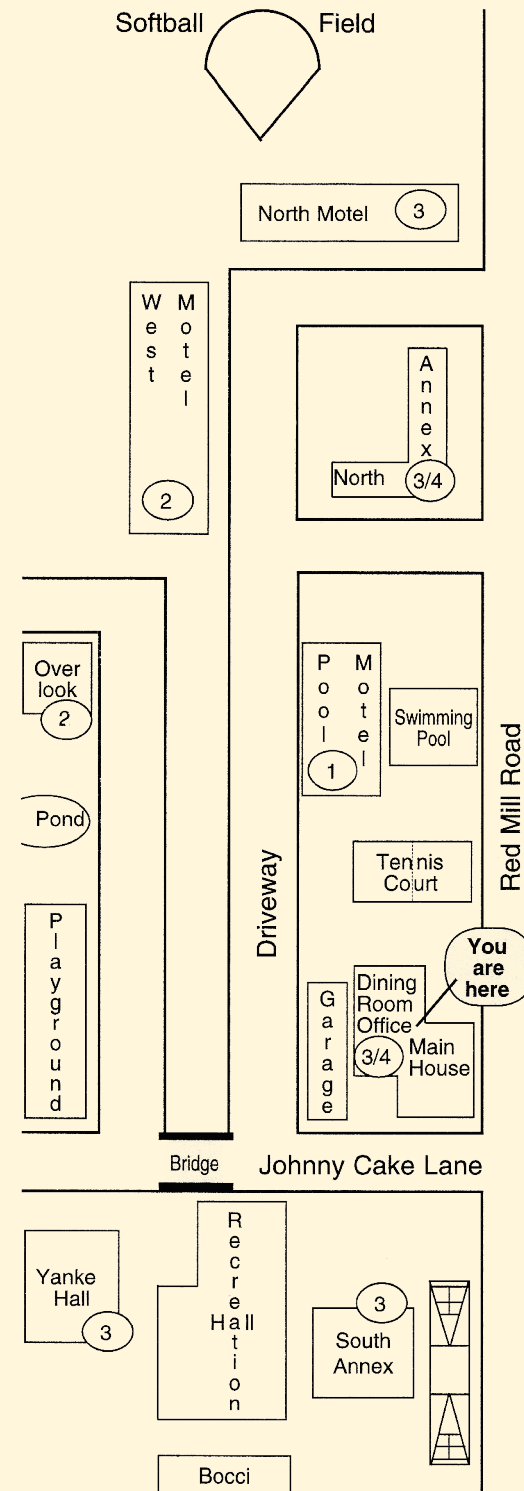 Softball Field
North Motel 3
West Motel
2
Annex
North 3/4
Over
look
2
Pool Motel
1
Swimming
Pool
Red Mill Road
Pond
Tennis
Court
Driveway
Playground
You
are
here
Garage
Dining
Room
Office
3/4
Main
House
Bridge
Johnny Cake Lane
Yanke
Hall
3
Recreation
Hall
3
South
Annex
Bocci